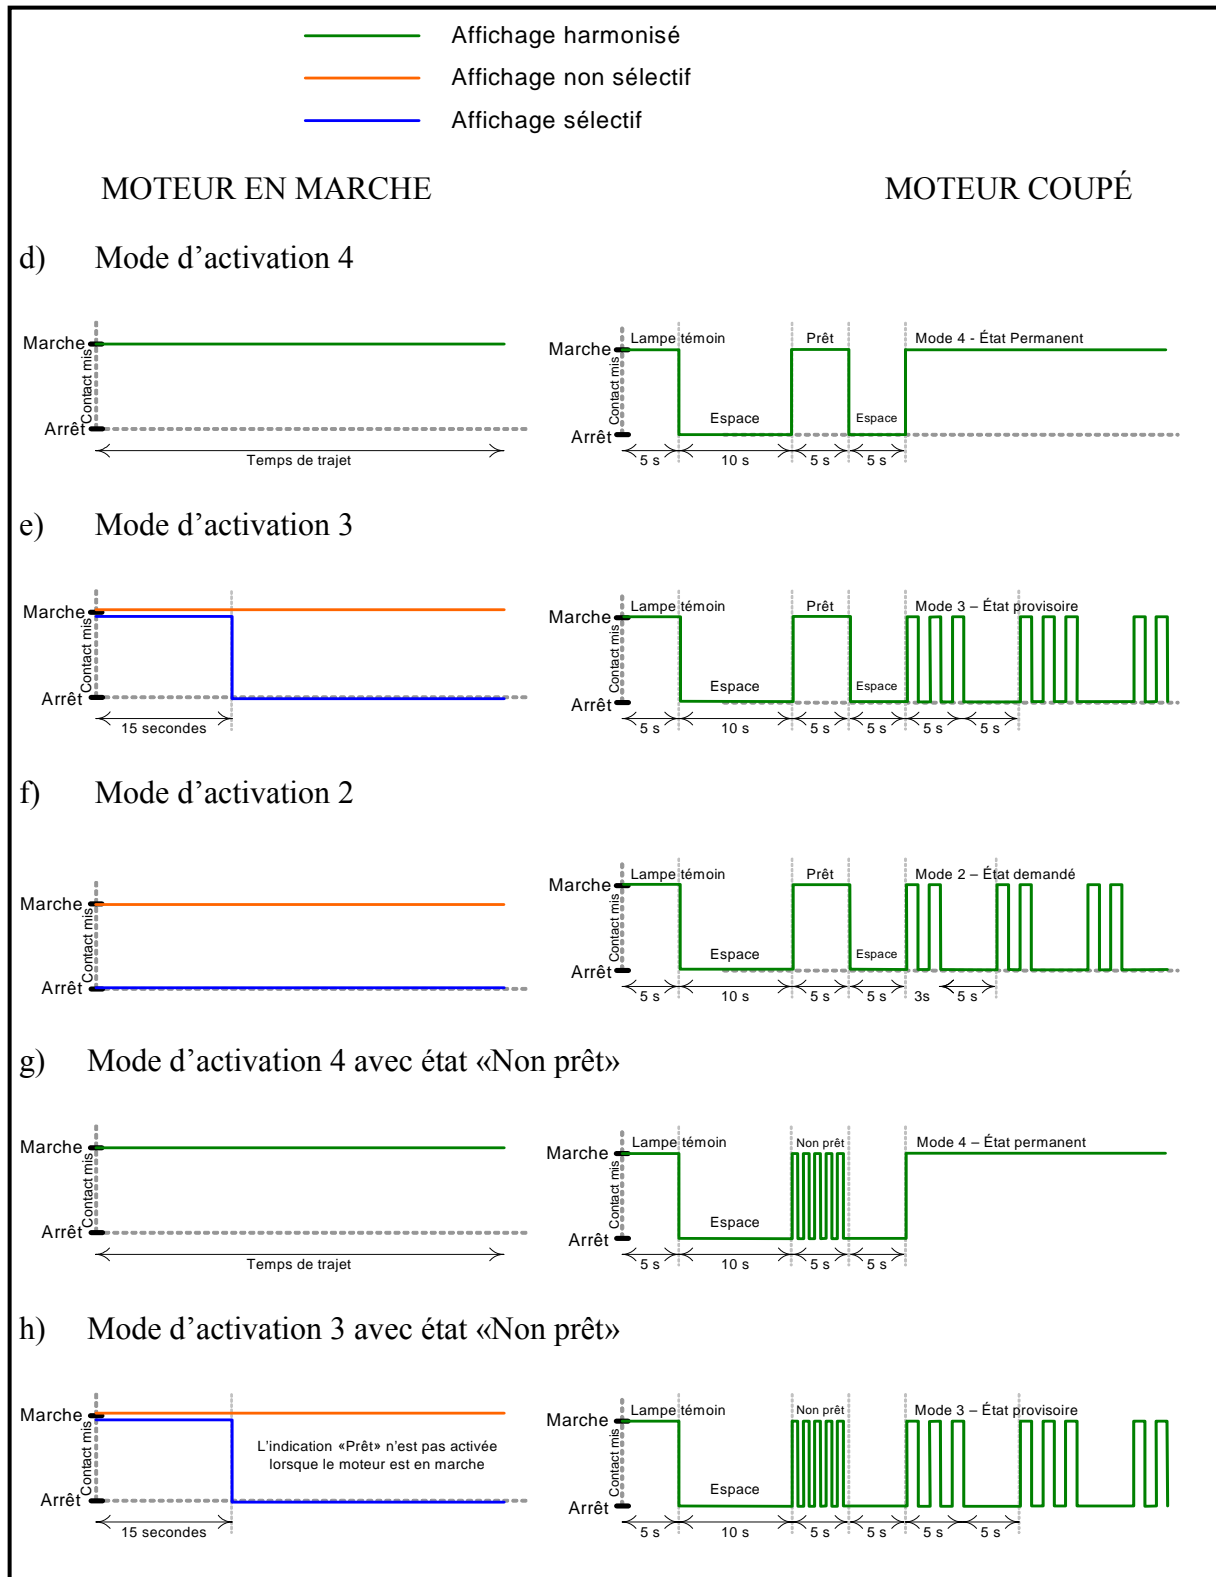 Affichage harmonisé
Affichage non sélectif
Affichage sélectif
MOTEUR EN MARCHE
MOTEUR COUPÉ
d) Mode d’activation 4
Marche
Contact mis
Arrêt
Temps de trajet
Lampe témoin
Prêt
Mode 4 - État Permanent
Marche
Contact mis
Espace
Espace
Arrêt
5 s
10 s
5 s
5 s
e) Mode d’activation 3
Marche
Contact mis
Arrêt
15 secondes
Lampe témoin
Prêt
Mode 3 – État provisoire
Marche
Contact mis
Espace
Espace
Arrêt
5 s
10 s
5 s
5 s
5 s
5 s
f) Mode d’activation 2
Marche
Contact mis
Arrêt
Lampe témoin
Prêt
Mode 2 – État demandé
Marche
Contact mis
Espace
Espace
Arrêt
5 s
10 s
5 s
5 s
3s
5 s
g) Mode d’activation 4 avec état «Non prêt»
Marche
Contact mis
Arrêt
Temps de trajet
Lampe témoin
Non prêt
Mode 4 – État permanent
Marche
Contact mis
Espace
Arrêt
5 s
10 s
5 s
5 s
h) Mode d’activation 3 avec état «Non prêt»
Marche
Contact mis
L’indication «Prêt» n’est pas activée
lorsque le moteur est en marche
Arrêt
15 secondes
Lampe témoin
Non prêt
Mode 3 – État provisoire
Marche
Contact mis
Espace
Arrêt
5 s
10 s
5 s
5 s
5 s
5 s